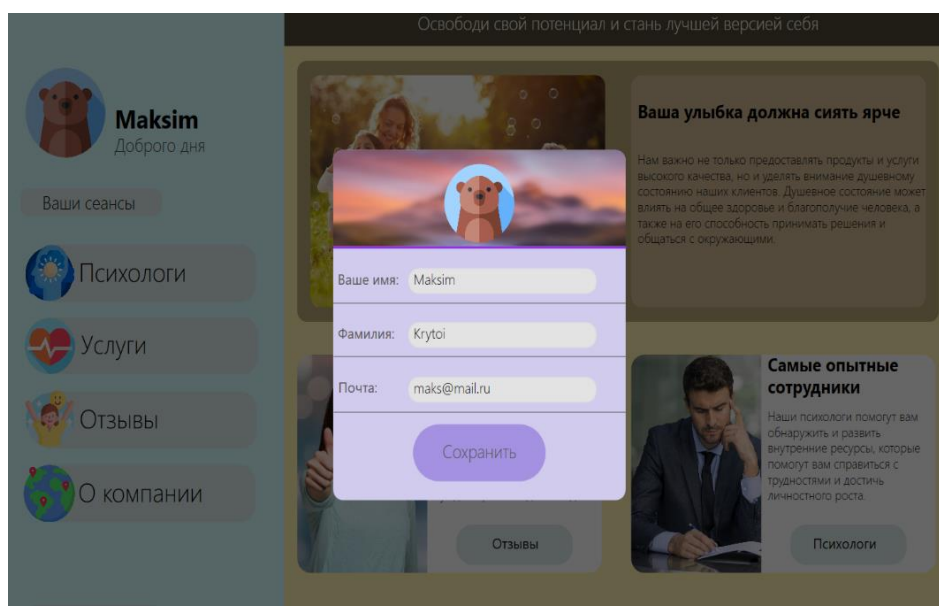 Освободи свой потенциал и стань лучшей версией себя
Maksim
Доброго дня
Ваши сеансы
Психологи
Услуги
Отзывы
О компании
Ваша улыбка должна сиять ярче
Нам важно не только предоставлять продукты и услуги
высокого качества, но и уделять внимание душевному
состоянию наших клиентов. Душевное состояние может
влиять на общее здоровье и благополучие человека, а
также на его способность принимать решения и
общаться с окружающими.
Ваше имя:
Maksim
Фамилия:
Krytoi
Почта:
maks@mail.ru
Сохранить
Отзывы
Самые опытные
сотрудники
Наши психологи помогут вам
обнаружить и развить
внутренние ресурсы, которые
помогут вам справиться с
трудностями и достичь
личностного роста.
Психологи